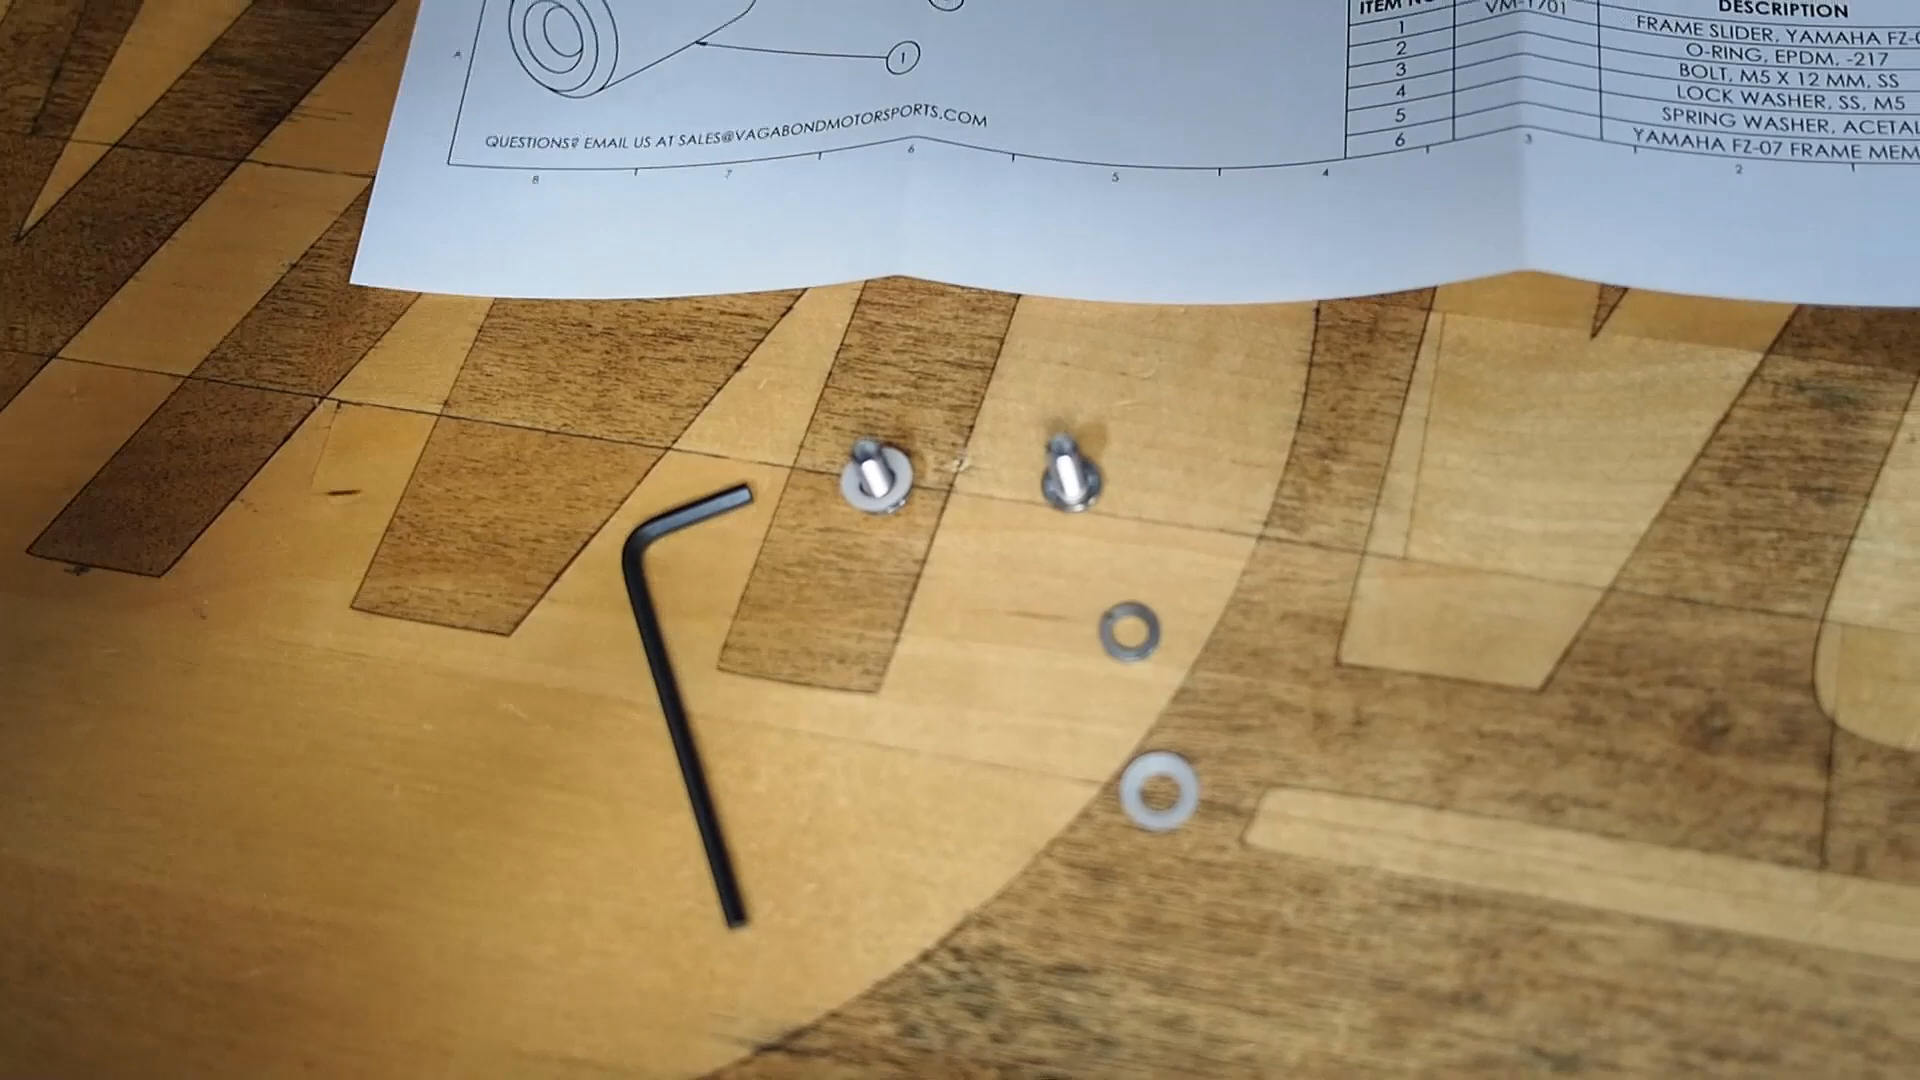 ITEM
VM-1701
DESCRIPTION
1
FRAME SLIDER, YAMAHA FZ-
2
O-RING, EPDM, -217
3
BOLT, M5 X 12 MM, SS
4
LOCK WASHER, SS, M5
5
SPRING WASHER, ACETAL
6
YAMAHA FZ-07 FRAME MEM
A
1
QUESTIONS? EMAIL US AT SALES@VAGABONDMOTORSPORTS.COM
8
7
6
5
4
3
2